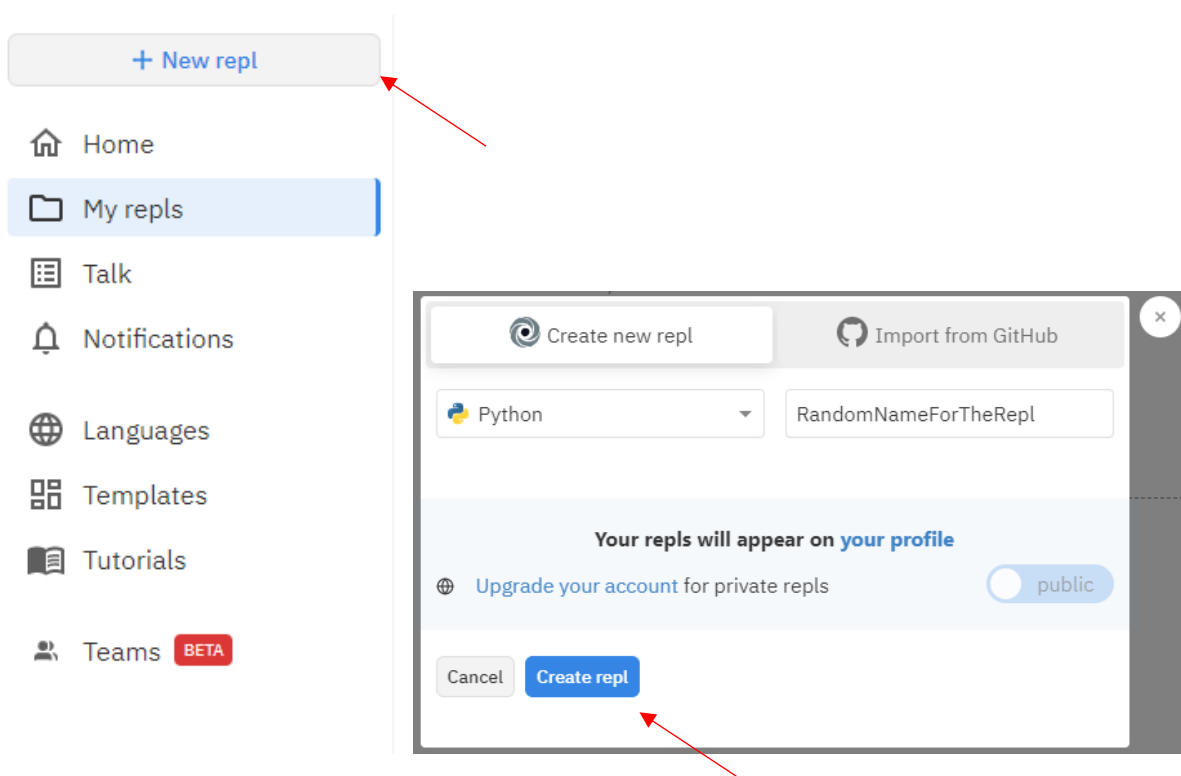 + New repl
Home
My repls
Talk
Notifications
Languages
Templates
Tutorials
Teams BETA
Create new repl
Import from GitHub
Python
RandomNameForTheRepl
Your repls will appear on your profile
Upgrade your account for private repls
public
Cancel
Create repl